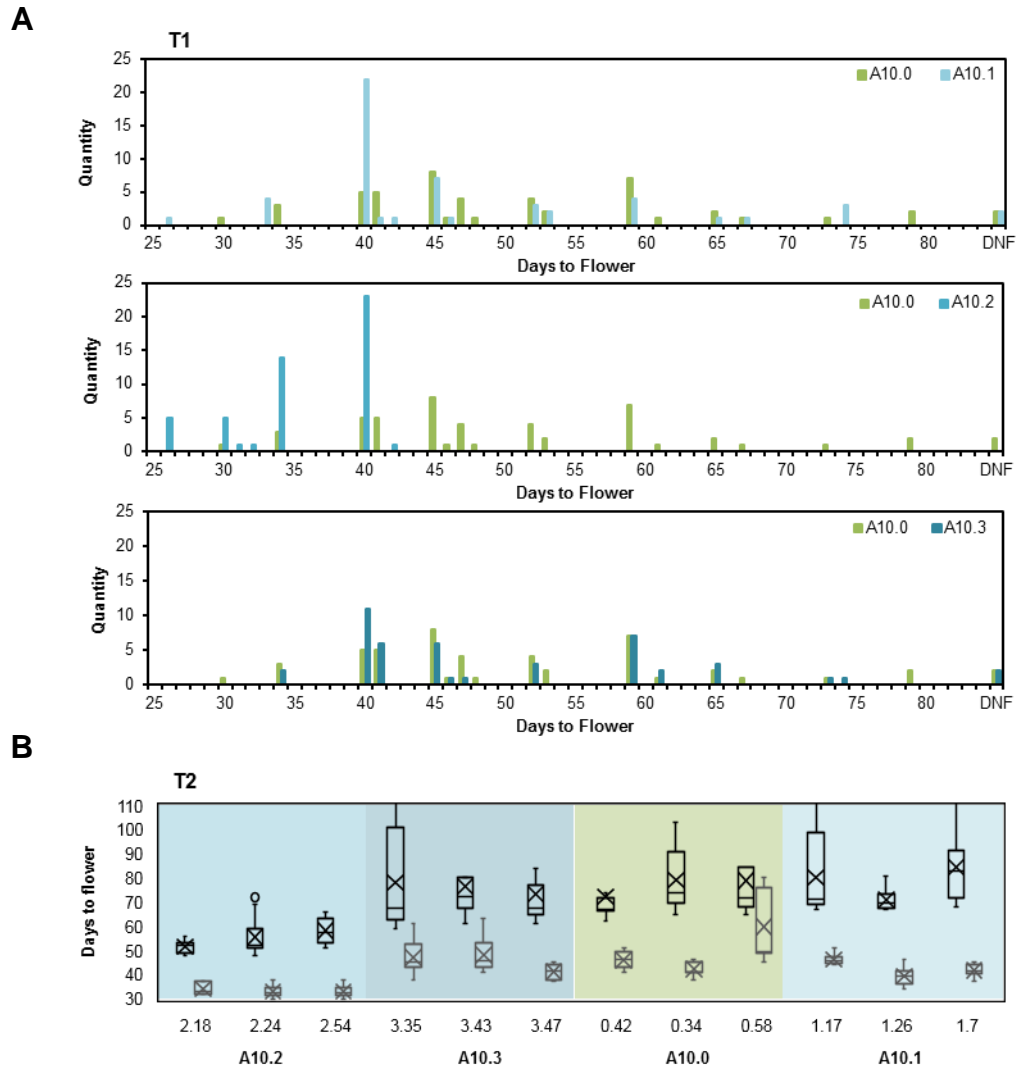 A
T1
A10.0 A10.1
25
20
15
10
5
0
Quantity
25 30 35 40 45 50 55 60 65 70 75 80 DNF
Days to Flower
A10.0 A10.2
25
20
15
10
5
0
Quantity
25 30 35 40 45 50 55 60 65 70 75 80 DNF
Days to Flower
A10.0 A10.3
25
20
15
10
5
0
Quantity
25 30 35 40 45 50 55 60 65 70 75 80 DNF
Days to Flower
B
T2
110
100
90
80
70
60
50
40
30
Days to flower
2.18 2.24 2.54 3.35 3.43 3.47 0.42 0.34 0.58 1.17 1.26 1.7
A10.2 A10.3 A10.0 A10.1